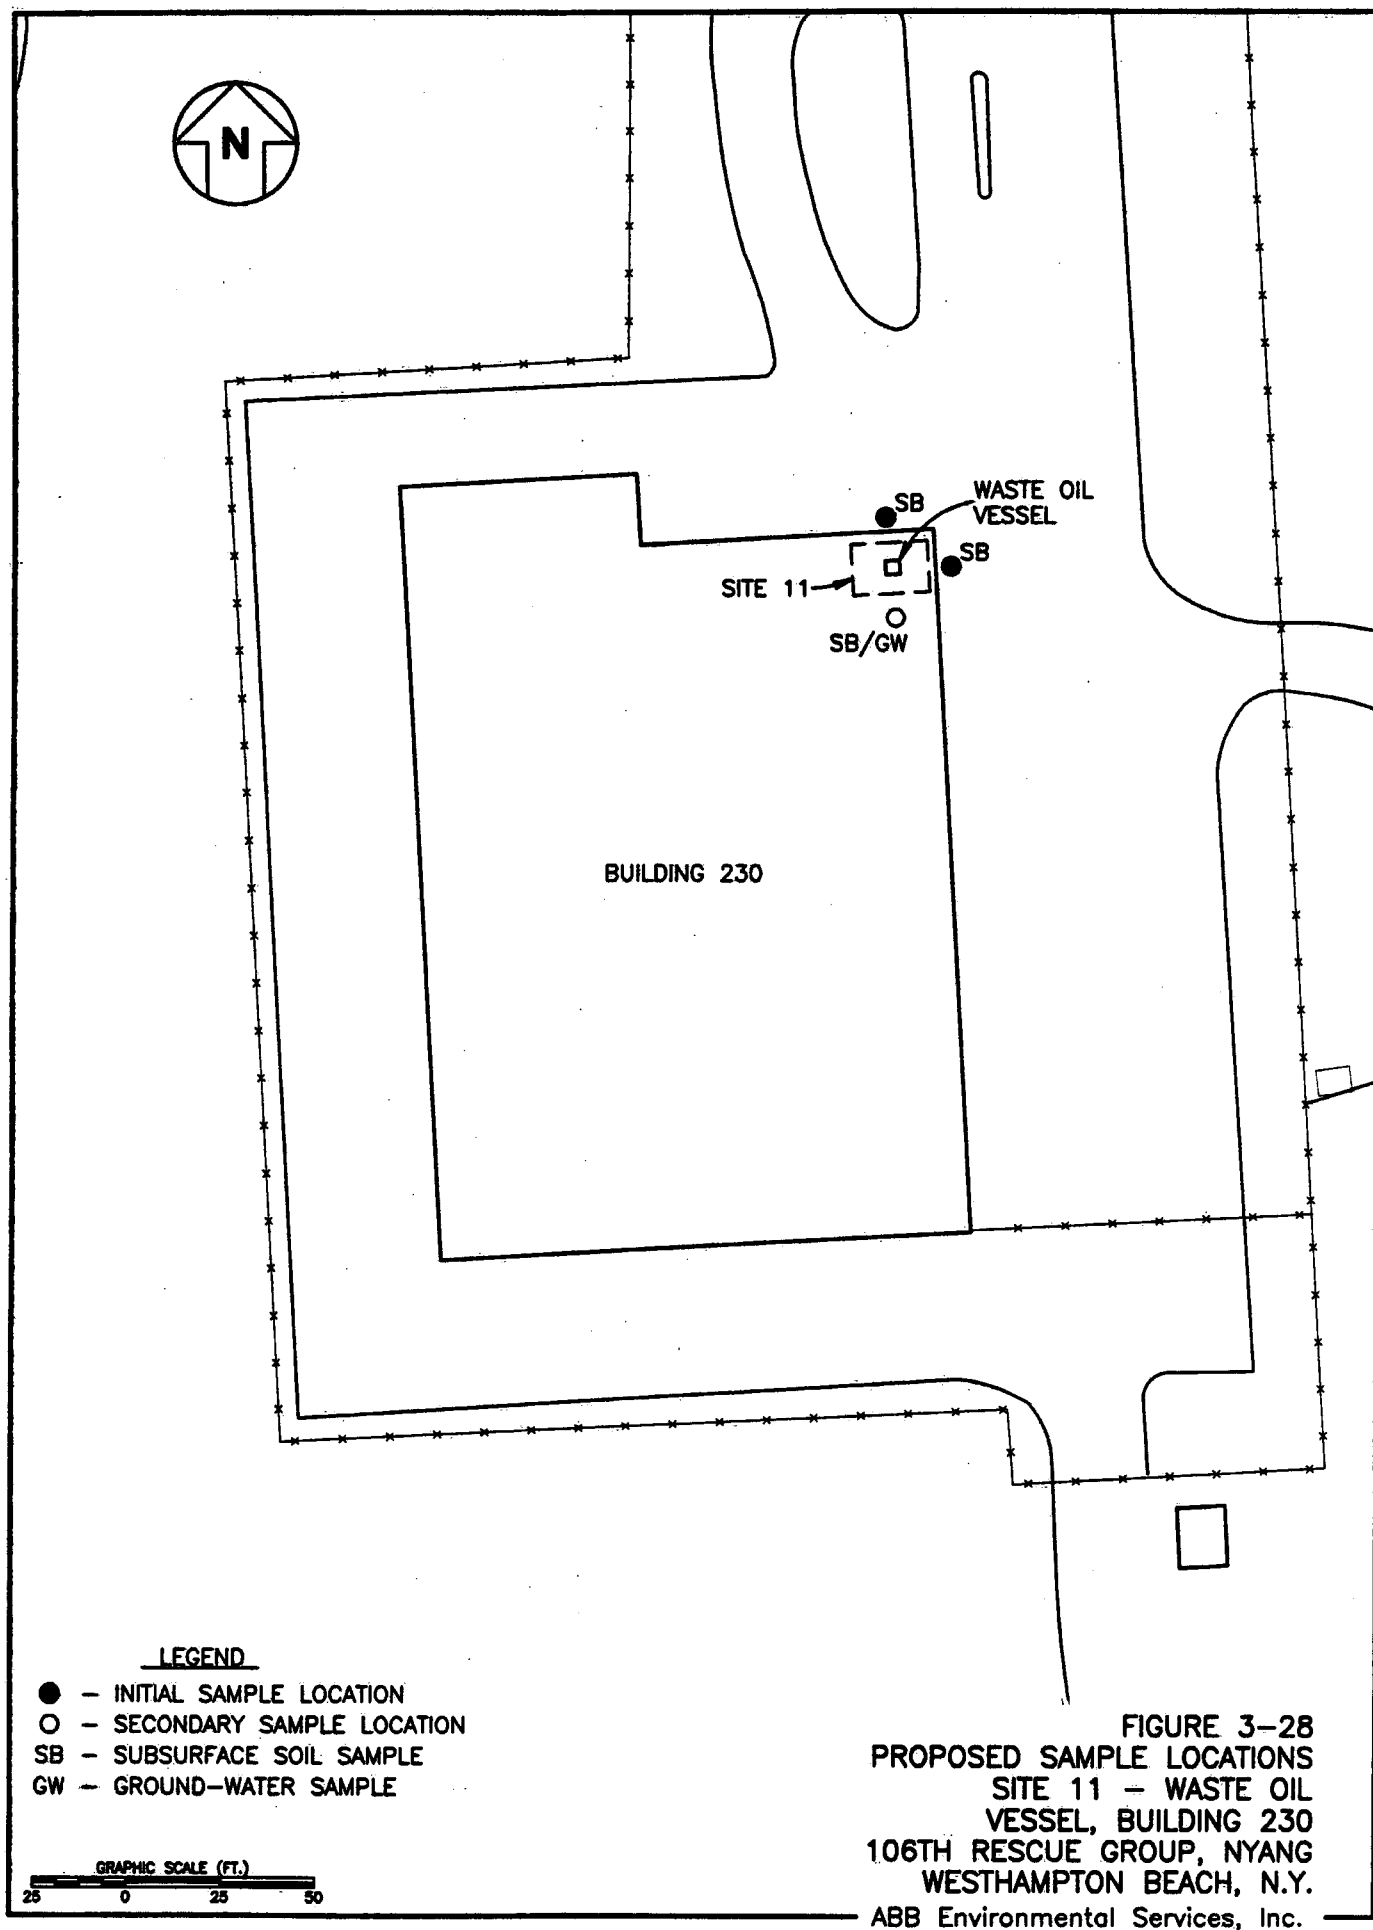 N
SB
WASTE OIL
VESSEL
SB
SITE 11
SB/GW
BUILDING 230
LEGEND
● – INITIAL SAMPLE LOCATION
○ – SECONDARY SAMPLE LOCATION
SB – SUBSURFACE SOIL SAMPLE
GW – GROUND-WATER SAMPLE
GRAPHIC SCALE (FT.)
25 0 25 50
FIGURE 3-28
PROPOSED SAMPLE LOCATIONS
SITE 11 – WASTE OIL
VESSEL, BUILDING 230
106TH RESCUE GROUP, NYANG
WESTHAMPTON BEACH, N.Y.
ABB Environmental Services, Inc.